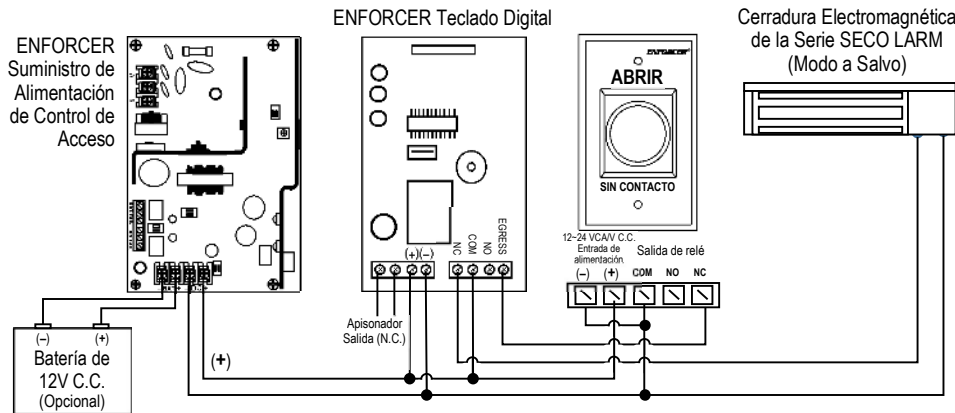 ENFORCER
Suministro de
Alimentación
de Control de
Acceso
ENFORCER Teclado Digital
Cerradura Electromagnética
de la Serie SECO LARM
(Modo a Salvo)
ENFORCER
ABRIR
SIN CONTACTO
(+)(–)
NC
COM
NO
EGRESS
12~24 VCA/V C.C.
Entrada de
alimentación
Salida de relé
(–)
(+)
COM
NO
NC
Apisonador
Salida (N.C.)
(–)
(+)
Batería de
12V C.C.
(Opcional)
(+)